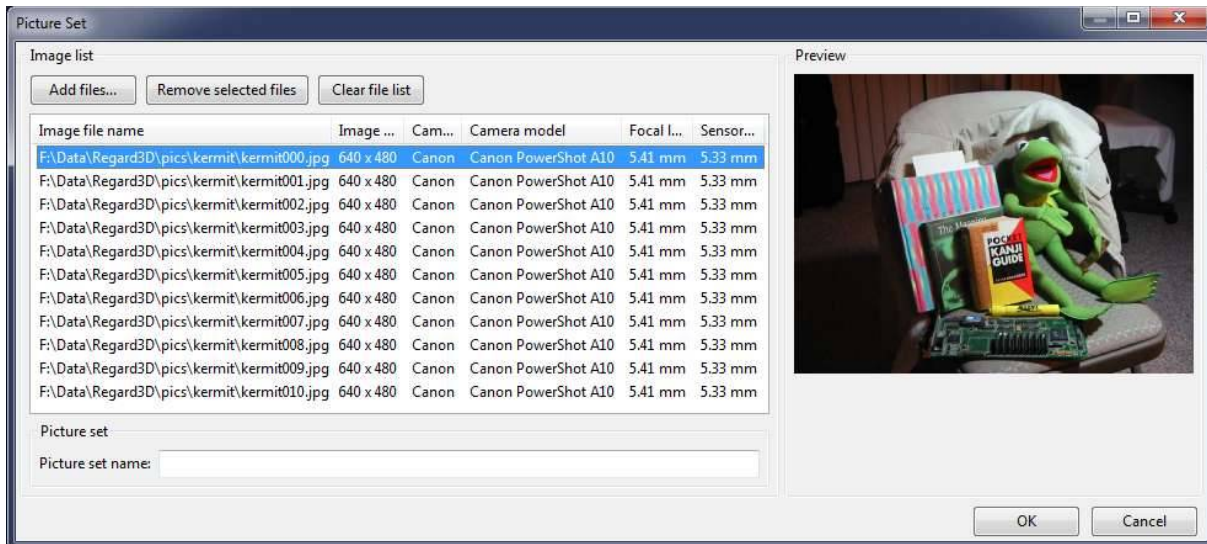 Picture Set
Image list
Add files... Remove selected files Clear file list
Image file name Image ... Cam... Camera model Focal l... Sensor...
F:\Data\Regard3D\pics\kermit\kermit000.jpg 640 x 480 Canon Canon PowerShot A10 5.41 mm 5.33 mm
F:\Data\Regard3D\pics\kermit\kermit001.jpg 640 x 480 Canon Canon PowerShot A10 5.41 mm 5.33 mm
F:\Data\Regard3D\pics\kermit\kermit002.jpg 640 x 480 Canon Canon PowerShot A10 5.41 mm 5.33 mm
F:\Data\Regard3D\pics\kermit\kermit003.jpg 640 x 480 Canon Canon PowerShot A10 5.41 mm 5.33 mm
F:\Data\Regard3D\pics\kermit\kermit004.jpg 640 x 480 Canon Canon PowerShot A10 5.41 mm 5.33 mm
F:\Data\Regard3D\pics\kermit\kermit005.jpg 640 x 480 Canon Canon PowerShot A10 5.41 mm 5.33 mm
F:\Data\Regard3D\pics\kermit\kermit006.jpg 640 x 480 Canon Canon PowerShot A10 5.41 mm 5.33 mm
F:\Data\Regard3D\pics\kermit\kermit007.jpg 640 x 480 Canon Canon PowerShot A10 5.41 mm 5.33 mm
F:\Data\Regard3D\pics\kermit\kermit008.jpg 640 x 480 Canon Canon PowerShot A10 5.41 mm 5.33 mm
F:\Data\Regard3D\pics\kermit\kermit009.jpg 640 x 480 Canon Canon PowerShot A10 5.41 mm 5.33 mm
F:\Data\Regard3D\pics\kermit\kermit010.jpg 640 x 480 Canon Canon PowerShot A10 5.41 mm 5.33 mm
Picture set
Picture set name:
Preview
The
POCKET
KANJI
GUIDE
OK Cancel